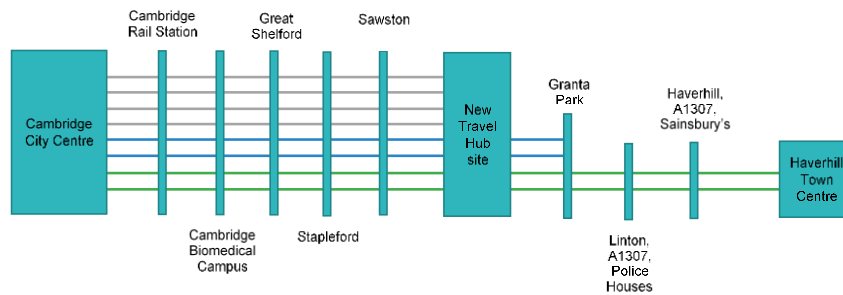 Cambridge
Rail Station
Great
Shelford
Sawston
Cambridge
City Centre
New
Travel
Hub
site
Granta
Park
Haverhill,
A1307,
Sainsbury's
Haverhill
Town
Centre
Cambridge
Biomedical
Campus
Stapleford
Linton,
A1307,
Police
Houses